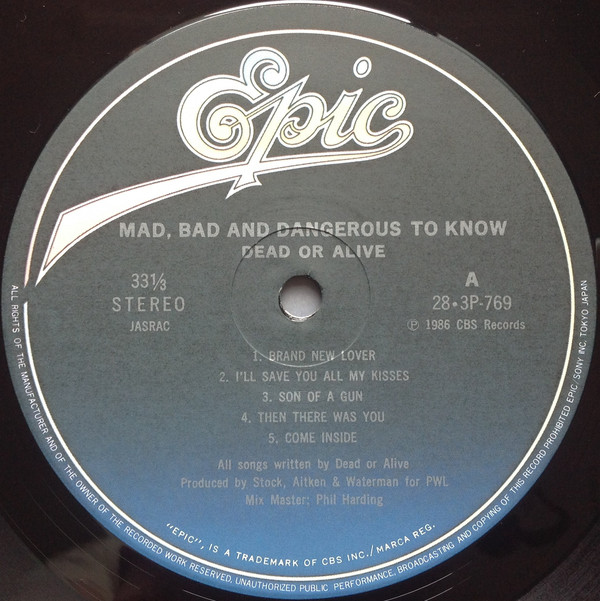 Epic
MAD, BAD AND DANGEROUS TO KNOW
DEAD OR ALIVE
33⅓
STEREO
JASRAC
A
28•3P-769
Ⓟ 1986 CBS Records
1. BRAND NEW LOVER
2. I'LL SAVE YOU ALL MY KISSES
3. SON OF A GUN
4. THEN THERE WAS YOU
5. COME INSIDE
All songs written by Dead or Alive
Produced by Stock, Aitken & Waterman for PWL
Mix Master: Phil Harding
"EPIC", IS A TRADEMARK OF CBS INC./MARCA REG.
ALL RIGHTS OF THE MANUFACTURER AND OF THE OWNER OF THE RECORDED WORK RESERVED, UNAUTHORIZED PUBLIC PERFORMANCE, BROADCASTING AND COPYING OF THIS RECORD PROHIBITED EPIC/SONY INC. TOKYO JAPAN